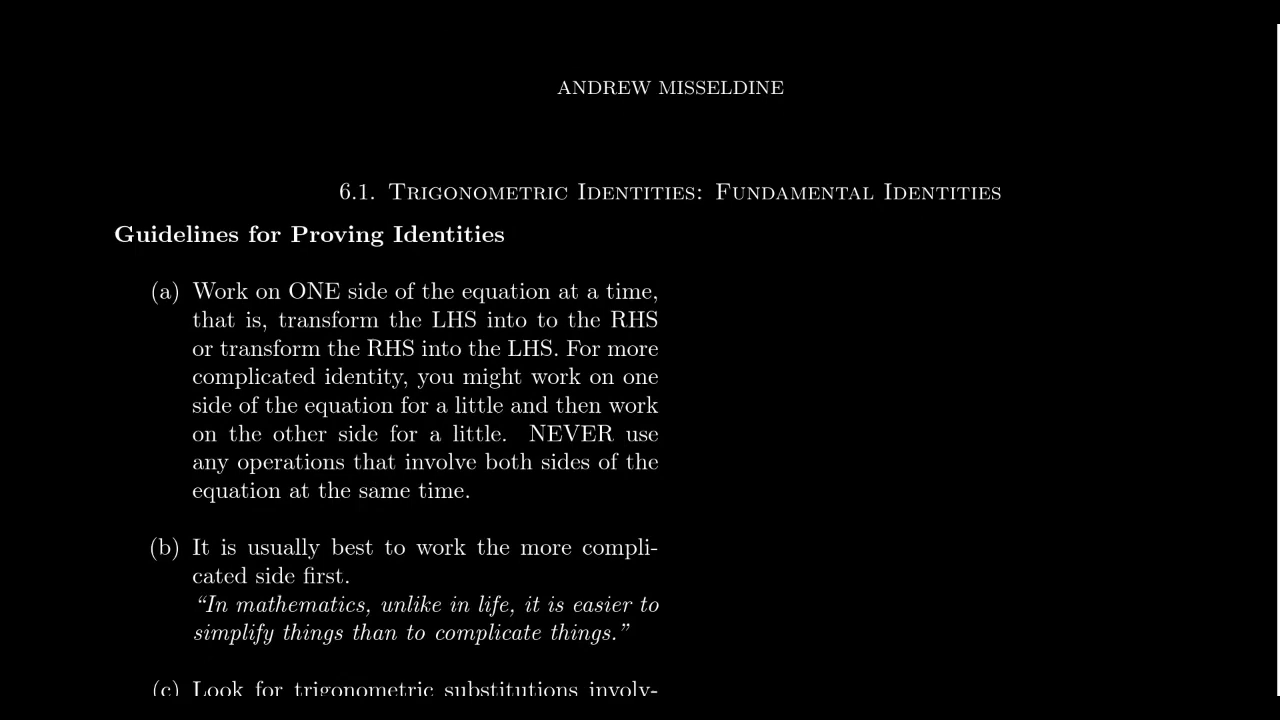 ANDREW MISSELDINE
6.1. Trigonometric Identities: Fundamental Identities
Guidelines for Proving Identities
(a) Work on ONE side of the equation at a time,
that is, transform the LHS into to the RHS
or transform the RHS into the LHS. For more
complicated identity, you might work on one
side of the equation for a little and then work
on the other side for a little. NEVER use
any operations that involve both sides of the
equation at the same time.
(b) It is usually best to work the more compli-
cated side first.
“In mathematics, unlike in life, it is easier to
simplify things than to complicate things.”
(c) Look for trigonometric substitutions involv-